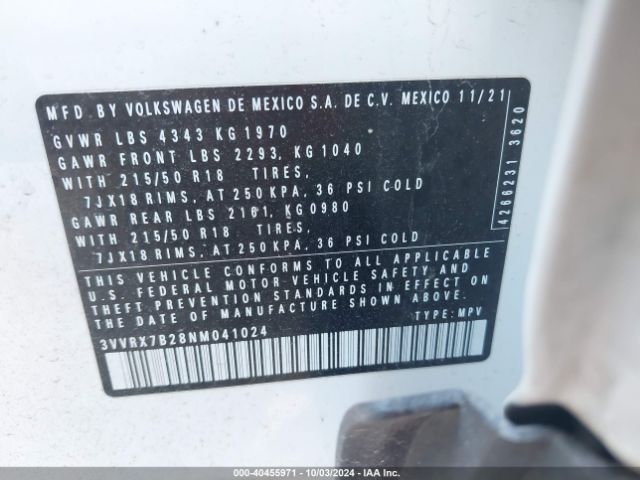 MFD BY VOLKSWAGEN DE MEXICO S.A. DE C.V. MEXICO 11/21
GVWR LBS 4343 KG 1970
GAWR FRONT LBS 2293, KG 1040
WITH 215/50 R18 TIRES,
7JX18 RIMS, AT 250 KPA, 36 PSI COLD
GAWR REAR LBS 2161, KG 0980
WITH 215/50 R18 TIRES,
7JX18 RIMS, AT 250 KPA, 36 PSI COLD
THIS VEHICLE CONFORMS TO ALL APPLICABLE
U.S. FEDERAL MOTOR VEHICLE SAFETY AND
THEFT PREVENTION STANDARDS IN EFFECT ON
THE DATE OF MANUFACTURE SHOWN ABOVE.
3VVRX7B28NM041024 TYPE: MPV
4266231 3620
000-40455971 - 10/03/2024 - IAA Inc.